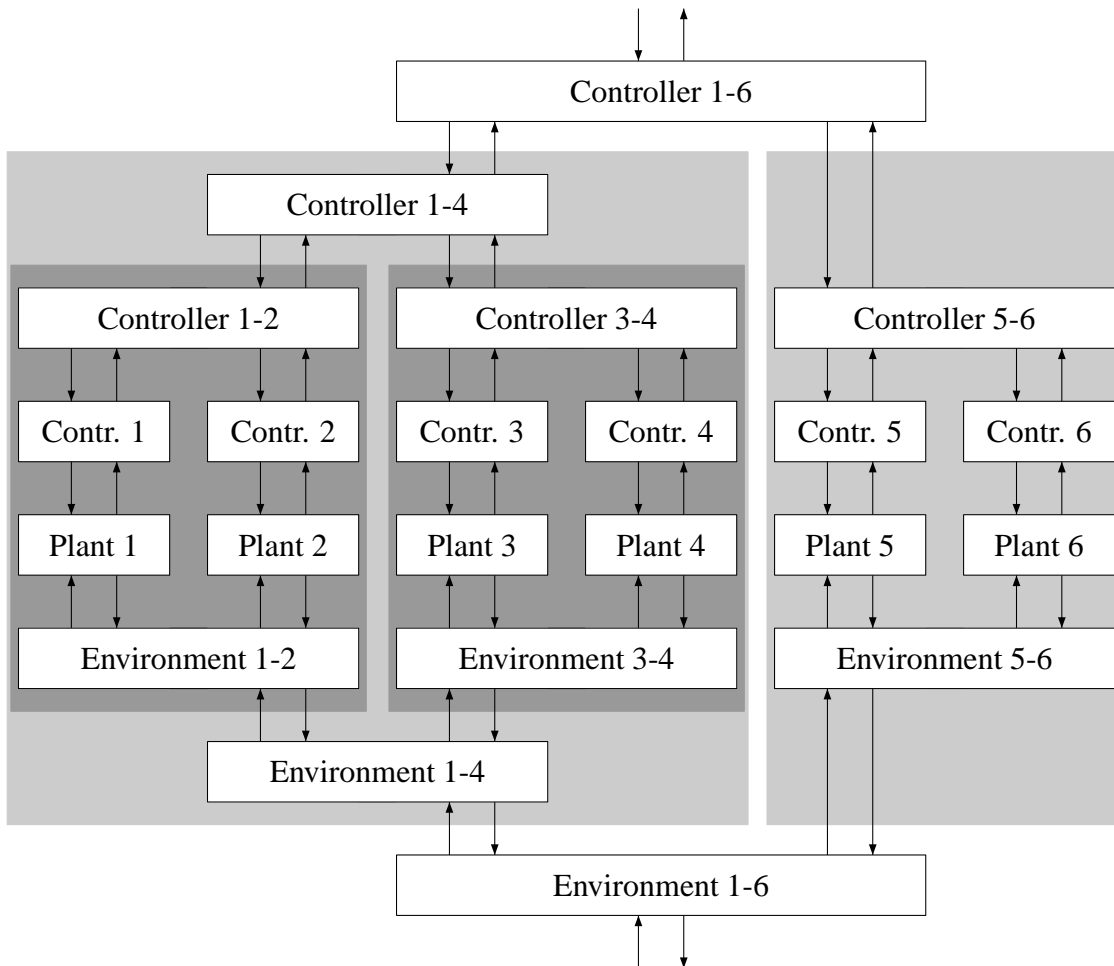 Controller 1-6
Controller 1-4
Controller 1-2
Controller 3-4
Controller 5-6
Contr. 1
Contr. 2
Contr. 3
Contr. 4
Contr. 5
Contr. 6
Plant 1
Plant 2
Plant 3
Plant 4
Plant 5
Plant 6
Environment 1-2
Environment 3-4
Environment 5-6
Environment 1-4
Environment 1-6